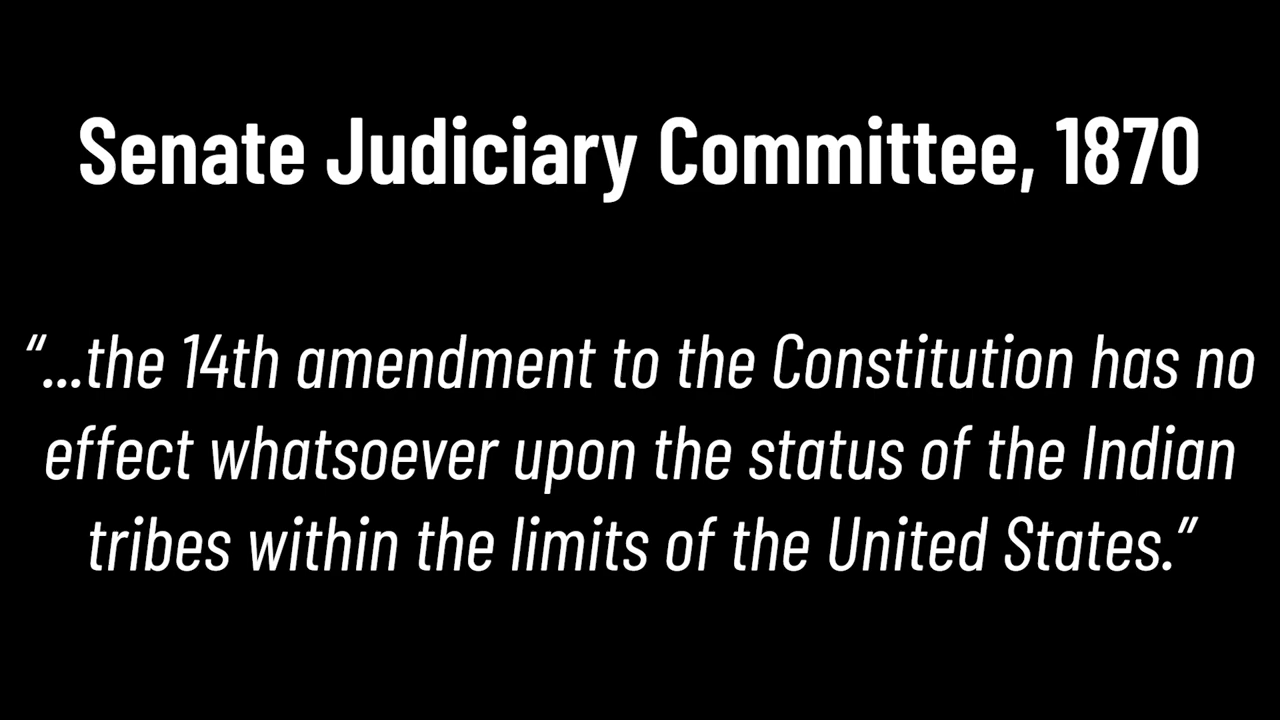 Senate Judiciary Committee, 1870
“...the 14th amendment to the Constitution has no
effect whatsoever upon the status of the Indian
tribes within the limits of the United States.”